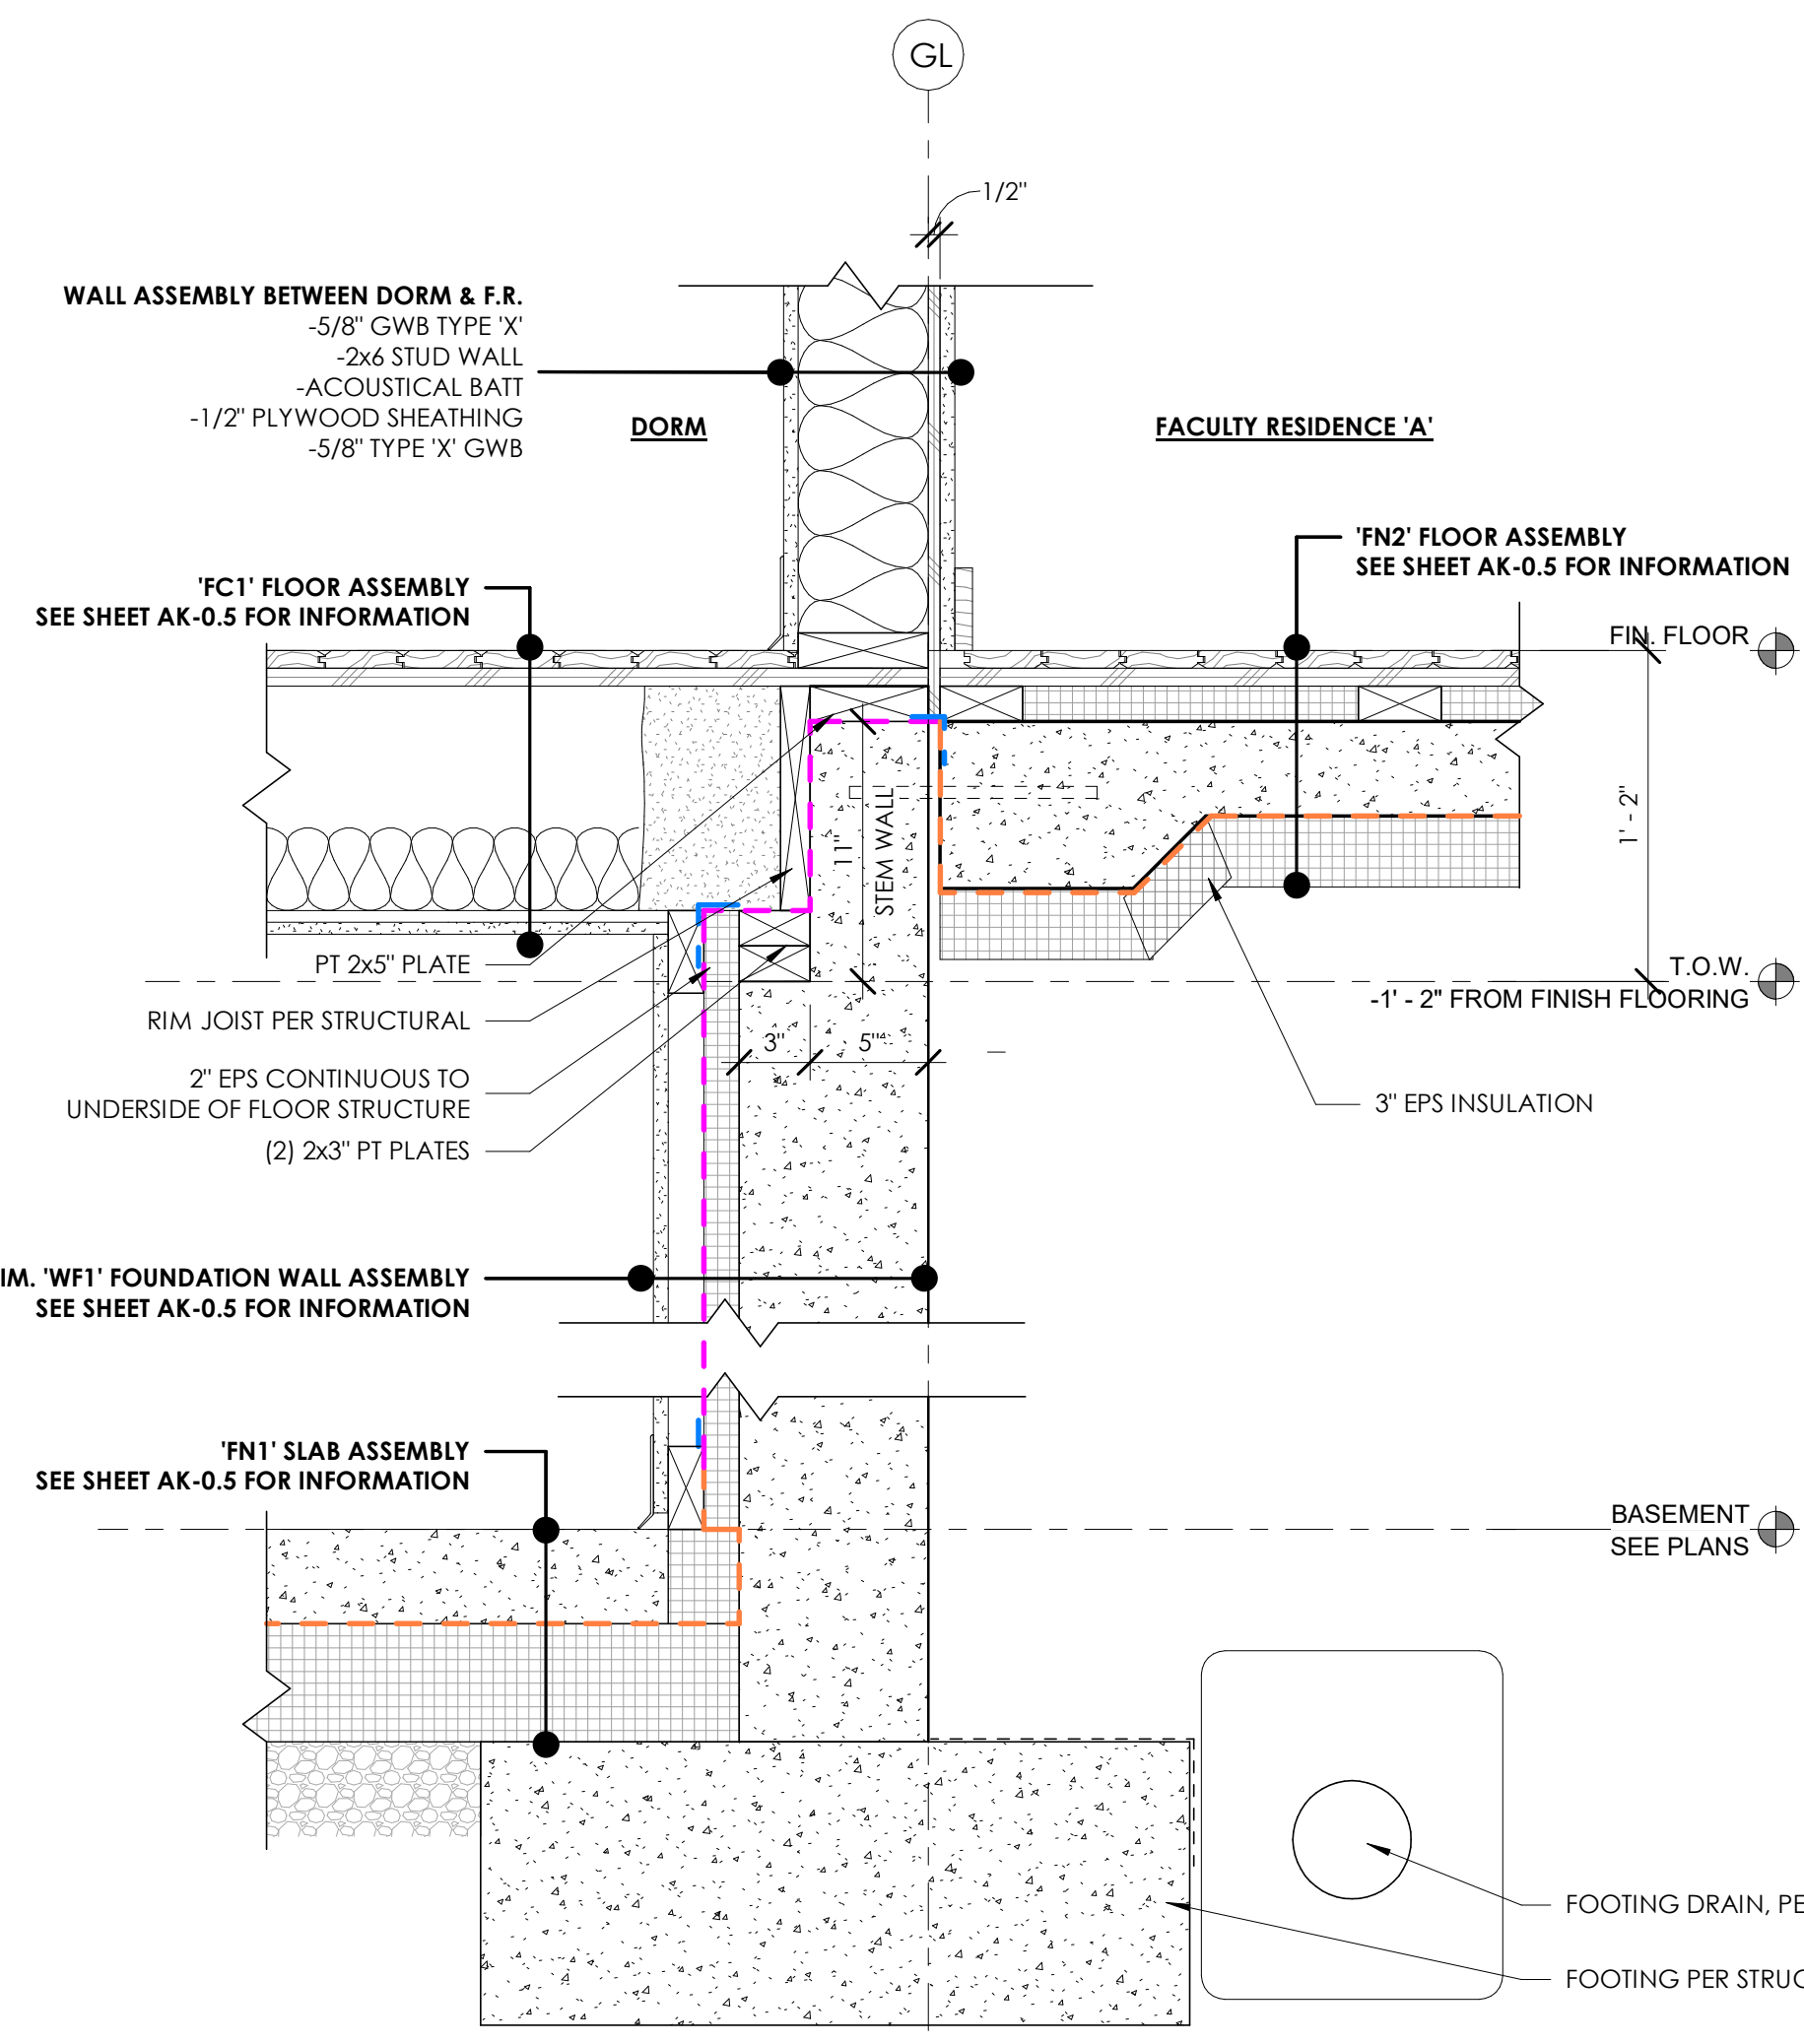 GL
1/2"
WALL ASSEMBLY BETWEEN DORM & F.R.
-5/8" GWB TYPE 'X'
-2x6 STUD WALL
-ACOUSTICAL BATT
-1/2" PLYWOOD SHEATHING
-5/8" TYPE 'X' GWB
DORM
FACULTY RESIDENCE 'A'
'FN2' FLOOR ASSEMBLY
SEE SHEET AK-0.5 FOR INFORMATION
'FC1' FLOOR ASSEMBLY
SEE SHEET AK-0.5 FOR INFORMATION
FIN. FLOOR
1' - 2"
11"
STEM WALL
PT 2x5" PLATE
T.O.W.
-1' - 2" FROM FINISH FLOORING
RIM JOIST PER STRUCTURAL
3"
5"
2" EPS CONTINUOUS TO
UNDERSIDE OF FLOOR STRUCTURE
3" EPS INSULATION
(2) 2x3" PT PLATES
IM. 'WF1' FOUNDATION WALL ASSEMBLY
SEE SHEET AK-0.5 FOR INFORMATION
'FN1' SLAB ASSEMBLY
SEE SHEET AK-0.5 FOR INFORMATION
BASEMENT
SEE PLANS
FOOTING DRAIN, PE
FOOTING PER STRUC